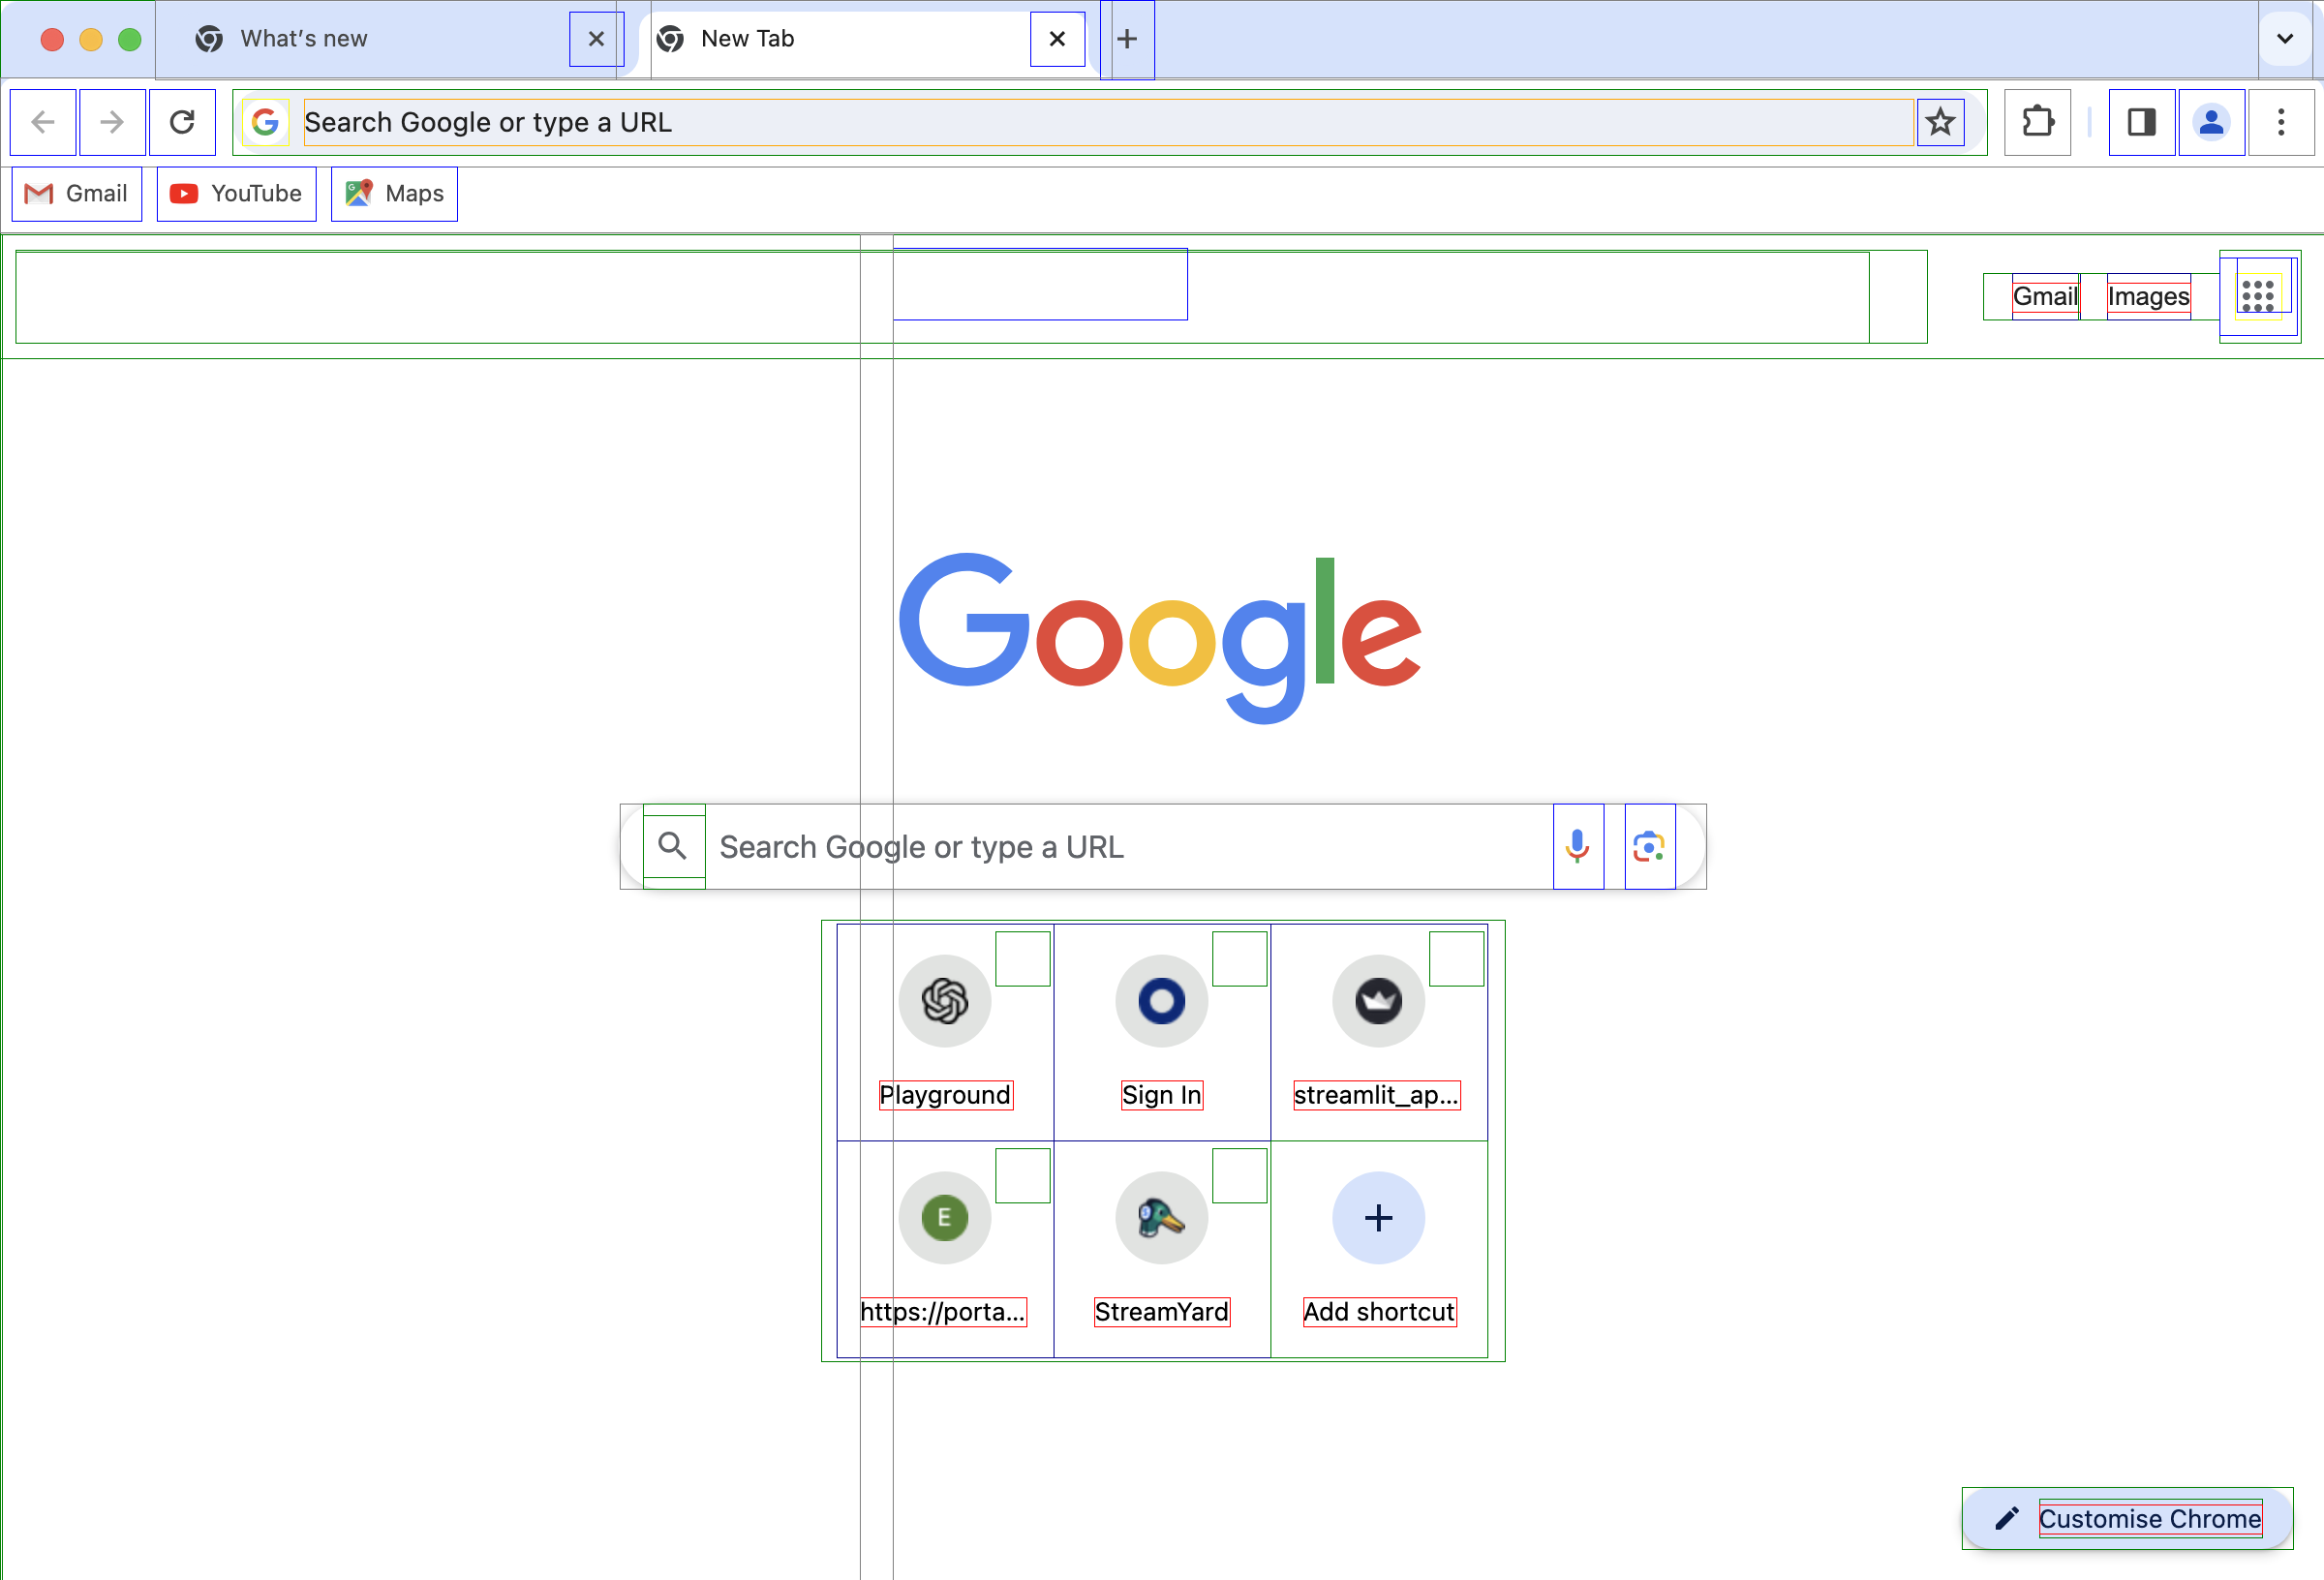 What's new
New Tab
Search Google or type a URL
Gmail
YouTube
Maps
Gmail
Images
Google
Search Google or type a URL
Playground
Sign In
streamlit_ap...
E
https://porta...
StreamYard
Add shortcut
Customise Chrome